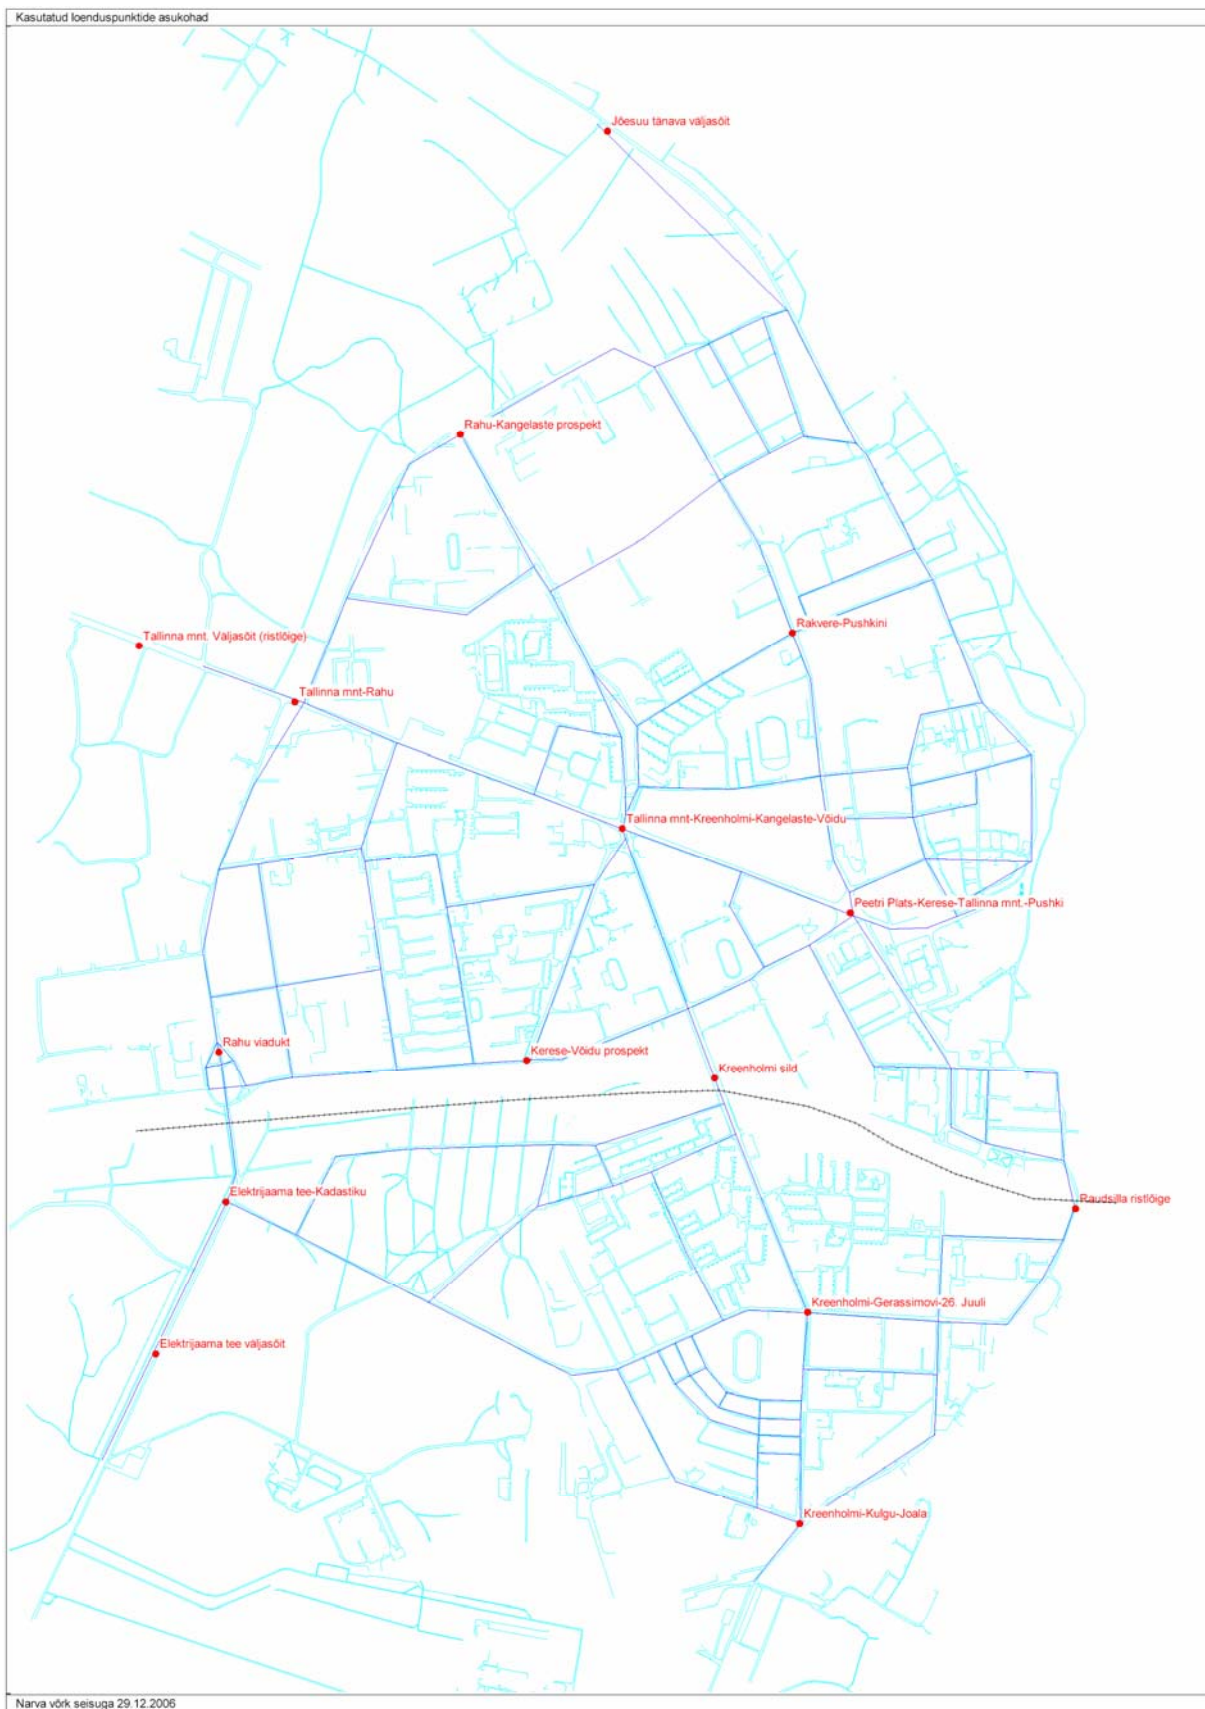 Kasutatud loenduspunktide asukohad
Jõesuu tänava väljasõit
Rahu-Kangelaste prospekt
Rakvere-Pushkini
Tallinna mnt. Väljasõit (ristlõige)
Tallinna mnt-Rahu
Tallinna mnt-Kreenholmi-Kangelaste-Võidu
Peetri Plats-Kerese-Tallinna mnt.-Pushki
Rahu viadukt
Kerese-Võidu prospekt
Kreenholmi sild
Elektrijaama tee-Kadastiku
Raudsilla ristlõige
Kreenholmi-Gerassimovi-26. Juuli
Elektrijaama tee väljasõit
Kreenholmi-Kulgu-Joala
Narva võrk seisuga 29.12.2006